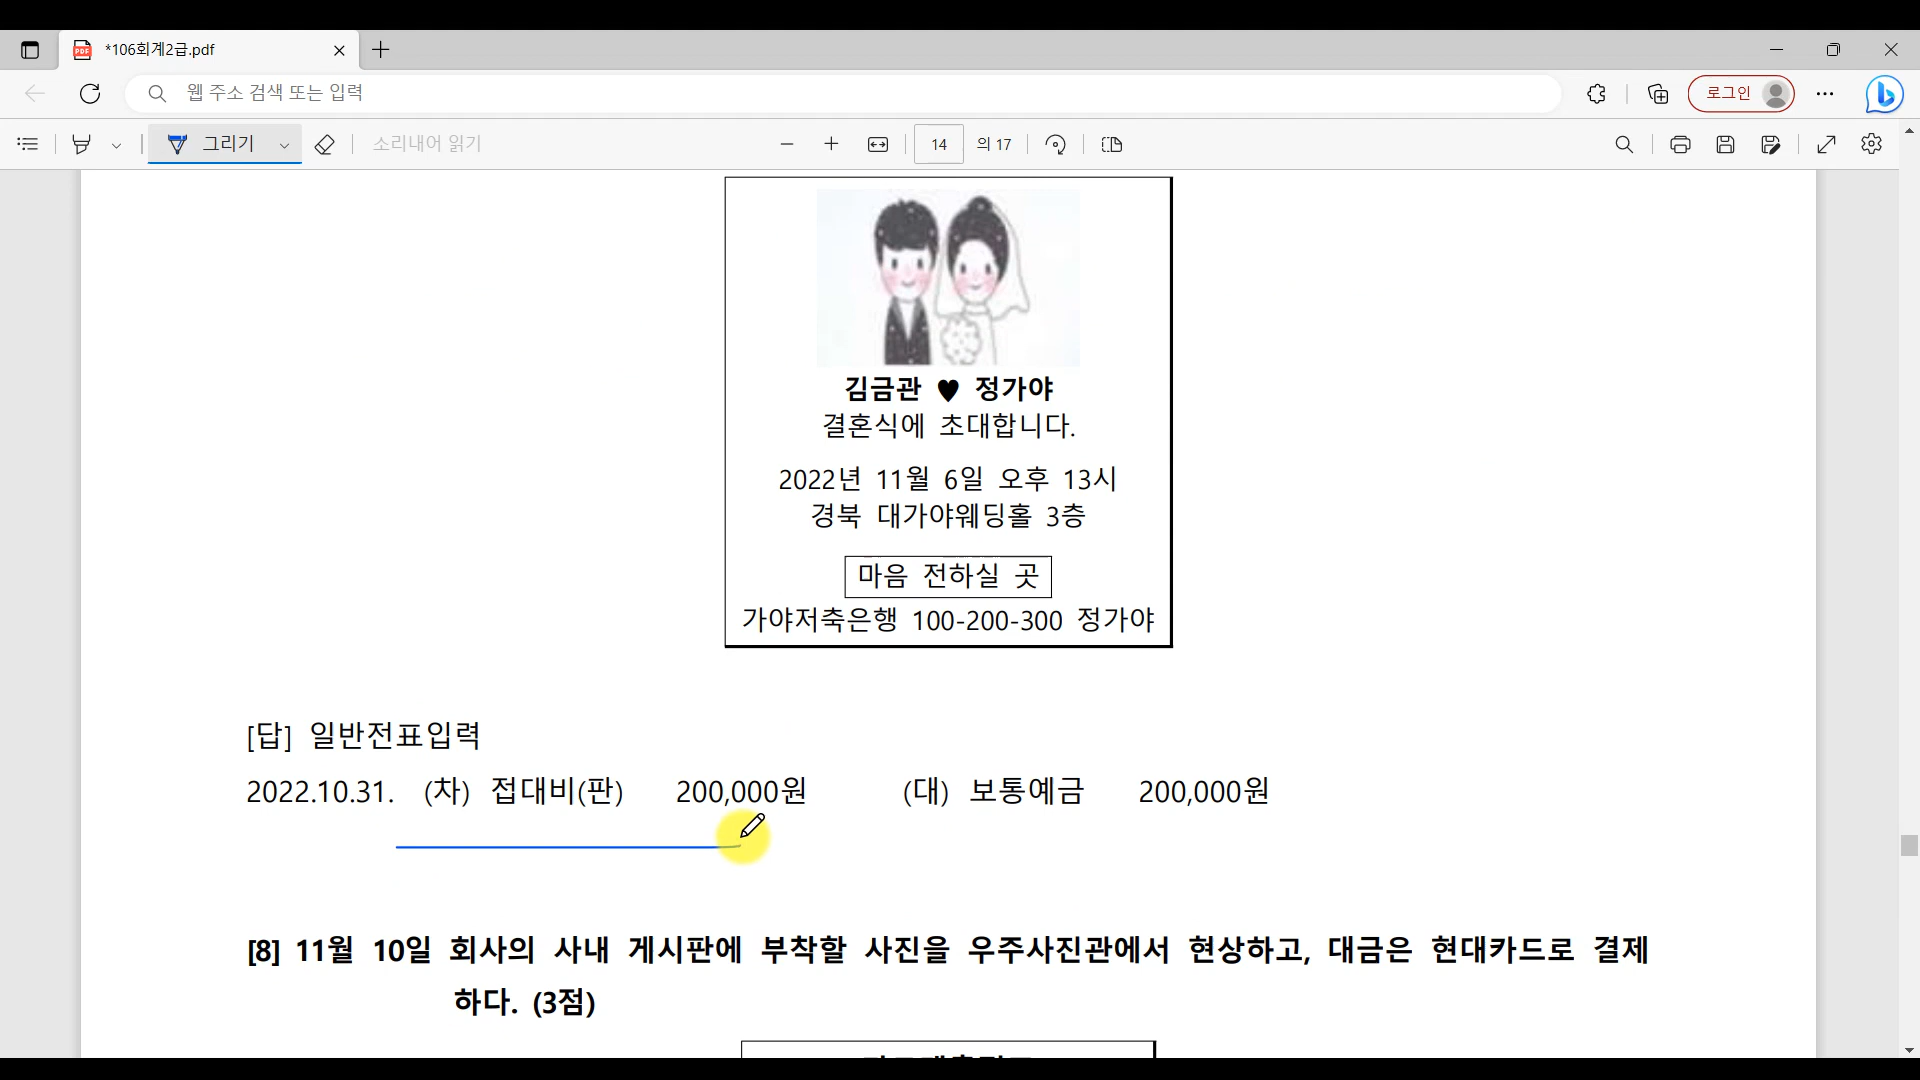 *106회계2급.pdf
웹 주소 검색 또는 입력
로그인
그리기
소리내어 읽기
14 의 17
김금관 ♥ 정가야
결혼식에 초대합니다.
2022년 11월 6일 오후 13시
경북 대가야웨딩홀 3층
마음 전하실 곳
가야저축은행 100-200-300 정가야
[답] 일반전표입력
2022.10.31. (차) 접대비(판) 200,000원 (대) 보통예금 200,000원
[8] 11월 10일 회사의 사내 게시판에 부착할 사진을 우주사진관에서 현상하고, 대금은 현대카드로 결제
하다. (3점)